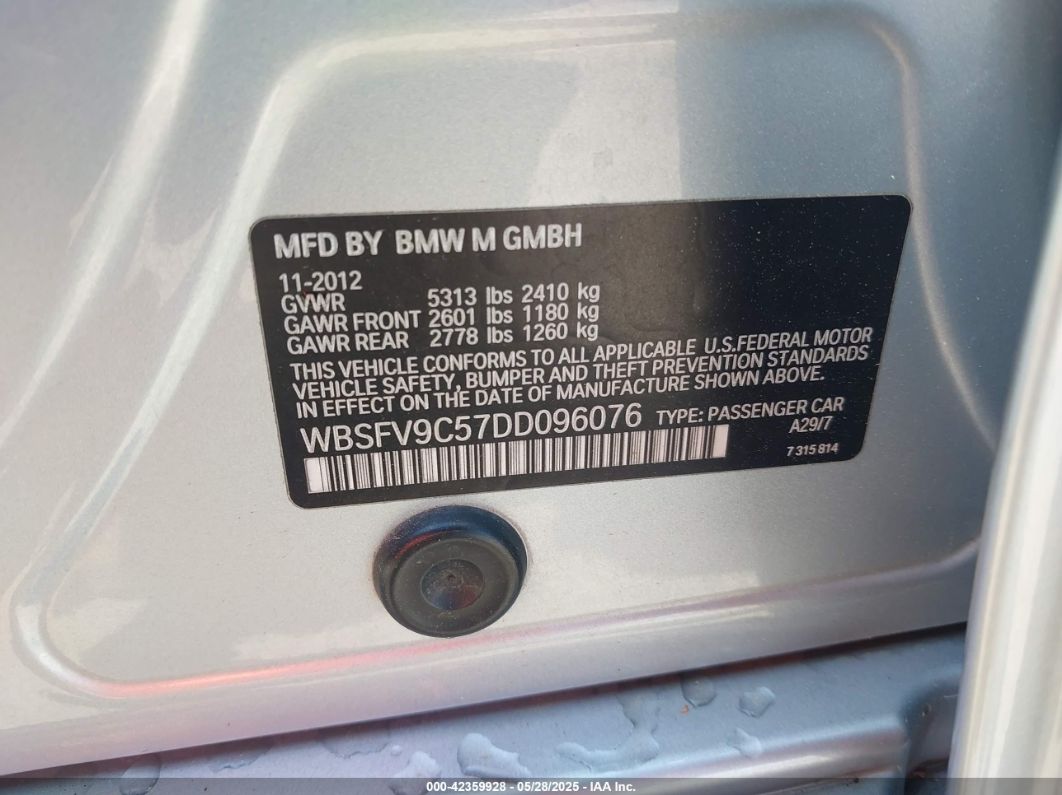 MFD BY BMW M GMBH
11-2012
GVWR 5313 lbs 2410 kg
GAWR FRONT 2601 lbs 1180 kg
GAWR REAR 2778 lbs 1260 kg
THIS VEHICLE CONFORMS TO ALL APPLICABLE U.S.FEDERAL MOTOR
VEHICLE SAFETY, BUMPER AND THEFT PREVENTION STANDARDS
IN EFFECT ON THE DATE OF MANUFACTURE SHOWN ABOVE.
WBSFV9C57DD096076 TYPE: PASSENGER CAR
A29/7
7 315 814
000-42359928 - 05/28/2025 - IAA Inc.